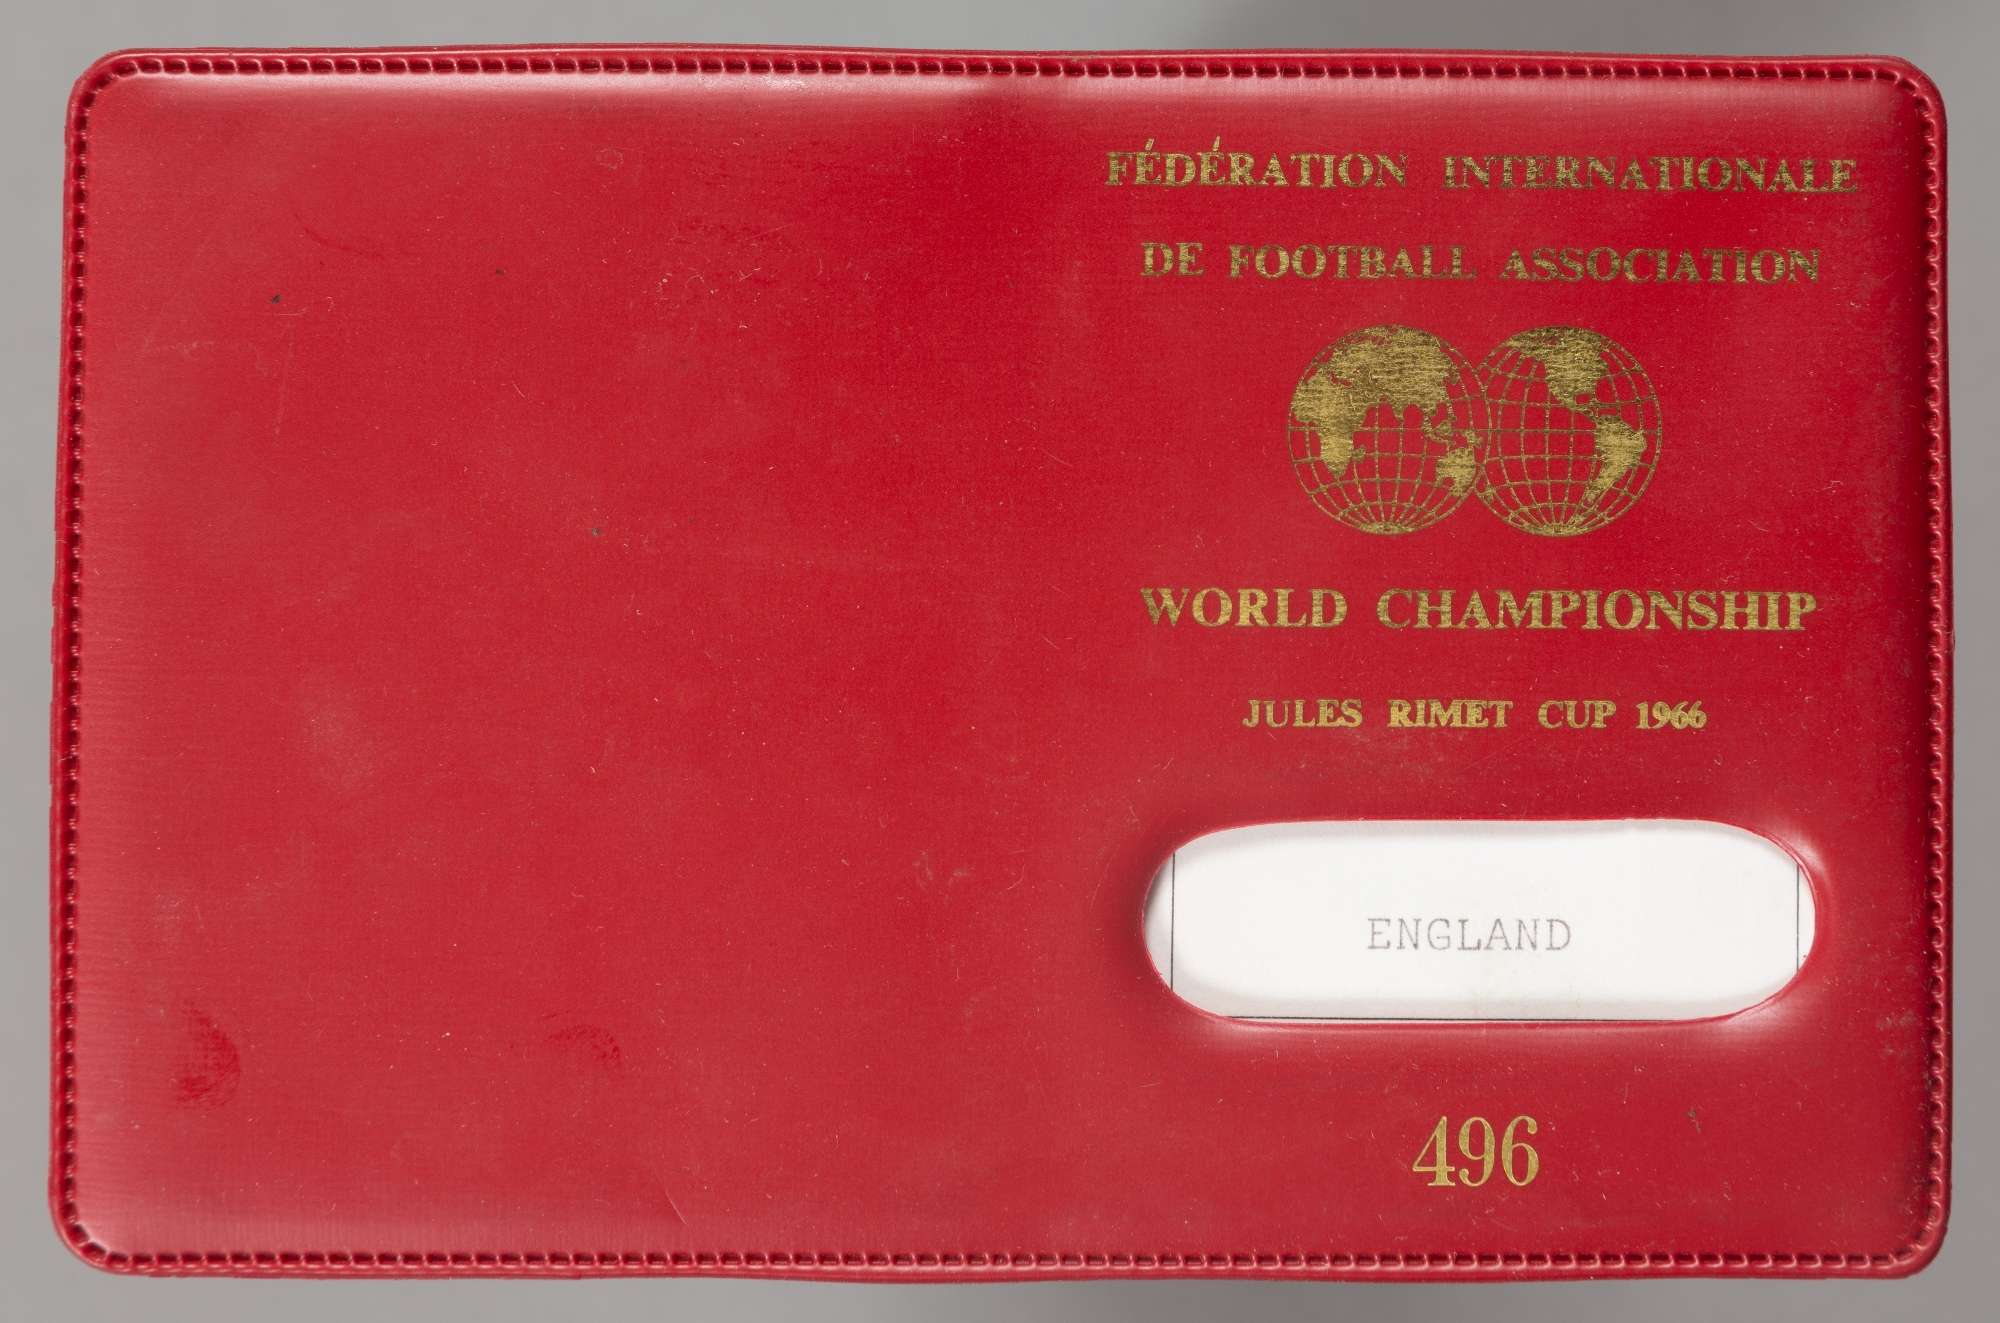 FÉDÉRATION INTERNATIONALE
DE FOOTBALL ASSOCIATION
WORLD CHAMPIONSHIP
JULES RIMET CUP 1966
ENGLAND
496